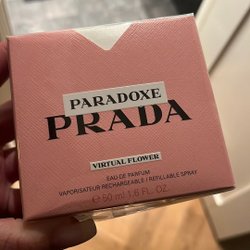 PARADOXE
PRADA
VIRTUAL FLOWER
EAU DE PARFUM
VAPORISATEUR RECHARGEABLE / REFILLABLE SPRAY
℮ 50 ml 1.6 FL. OZ.